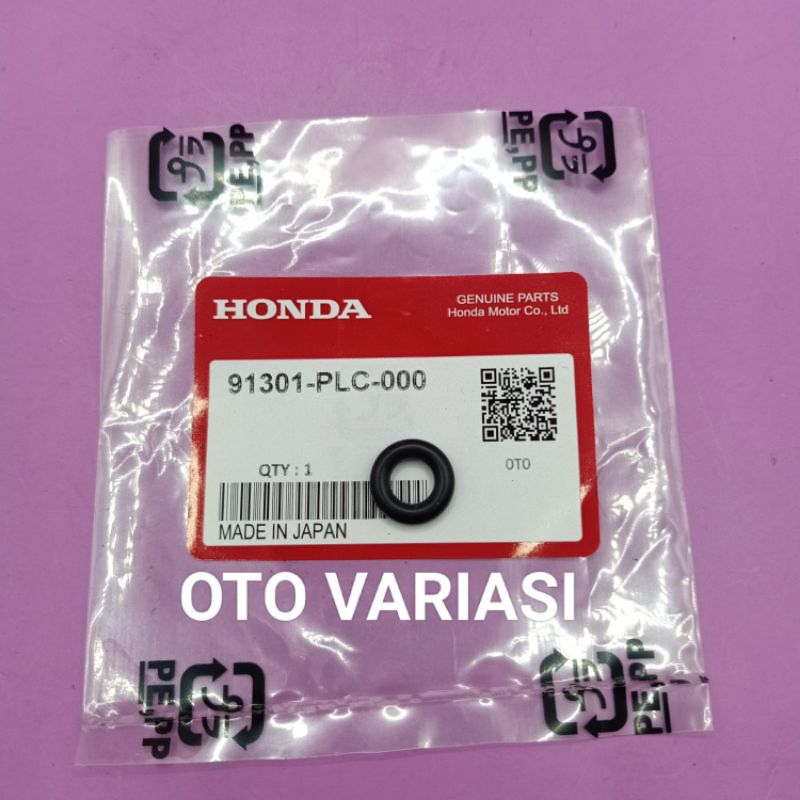 PE,PP
PE,PP
HONDA
GENUINE PARTS
Honda Motor Co., Ltd
91301-PLC-000
QTY : 1
OTO
MADE IN JAPAN
OTO VARIASI
PE,PP
PE,PP